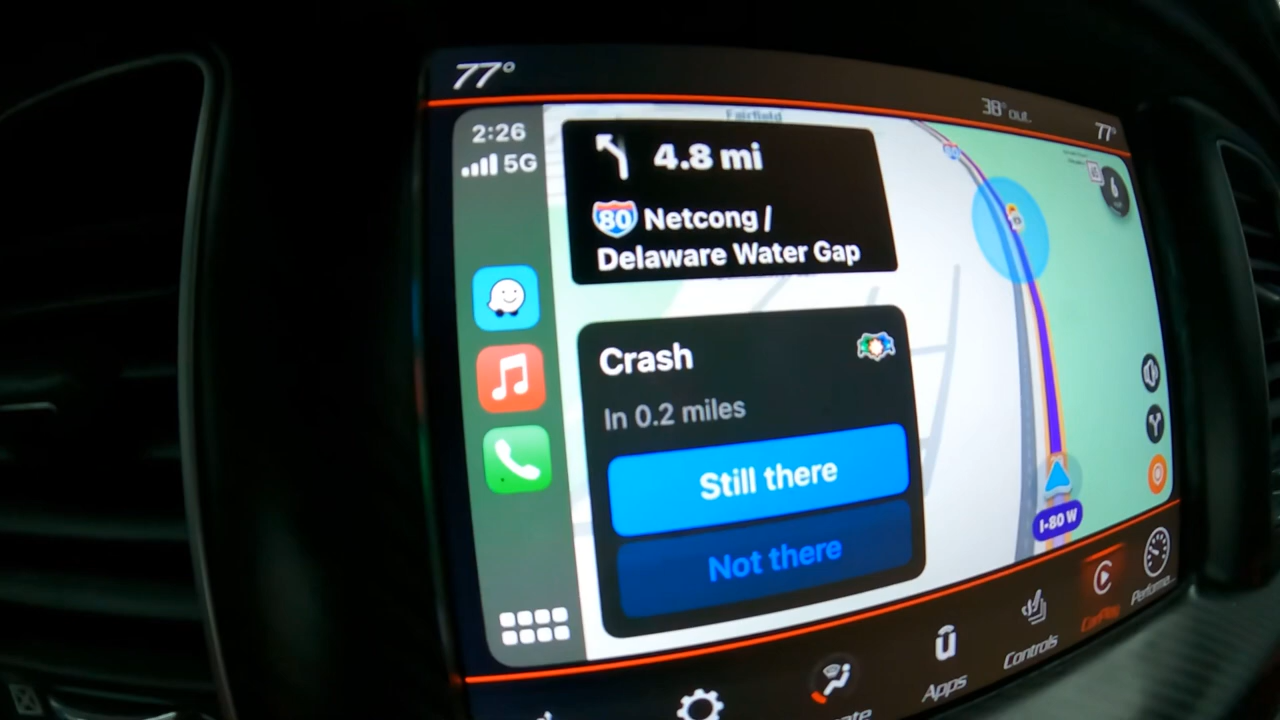 77°
38° out.
77°
2:26
5G
Fairfield
4.8 mi
80 Netcong /
Delaware Water Gap
6
Crash
In 0.2 miles
Still there
Not there
I-80 W
Apps
Controls
CarPlay